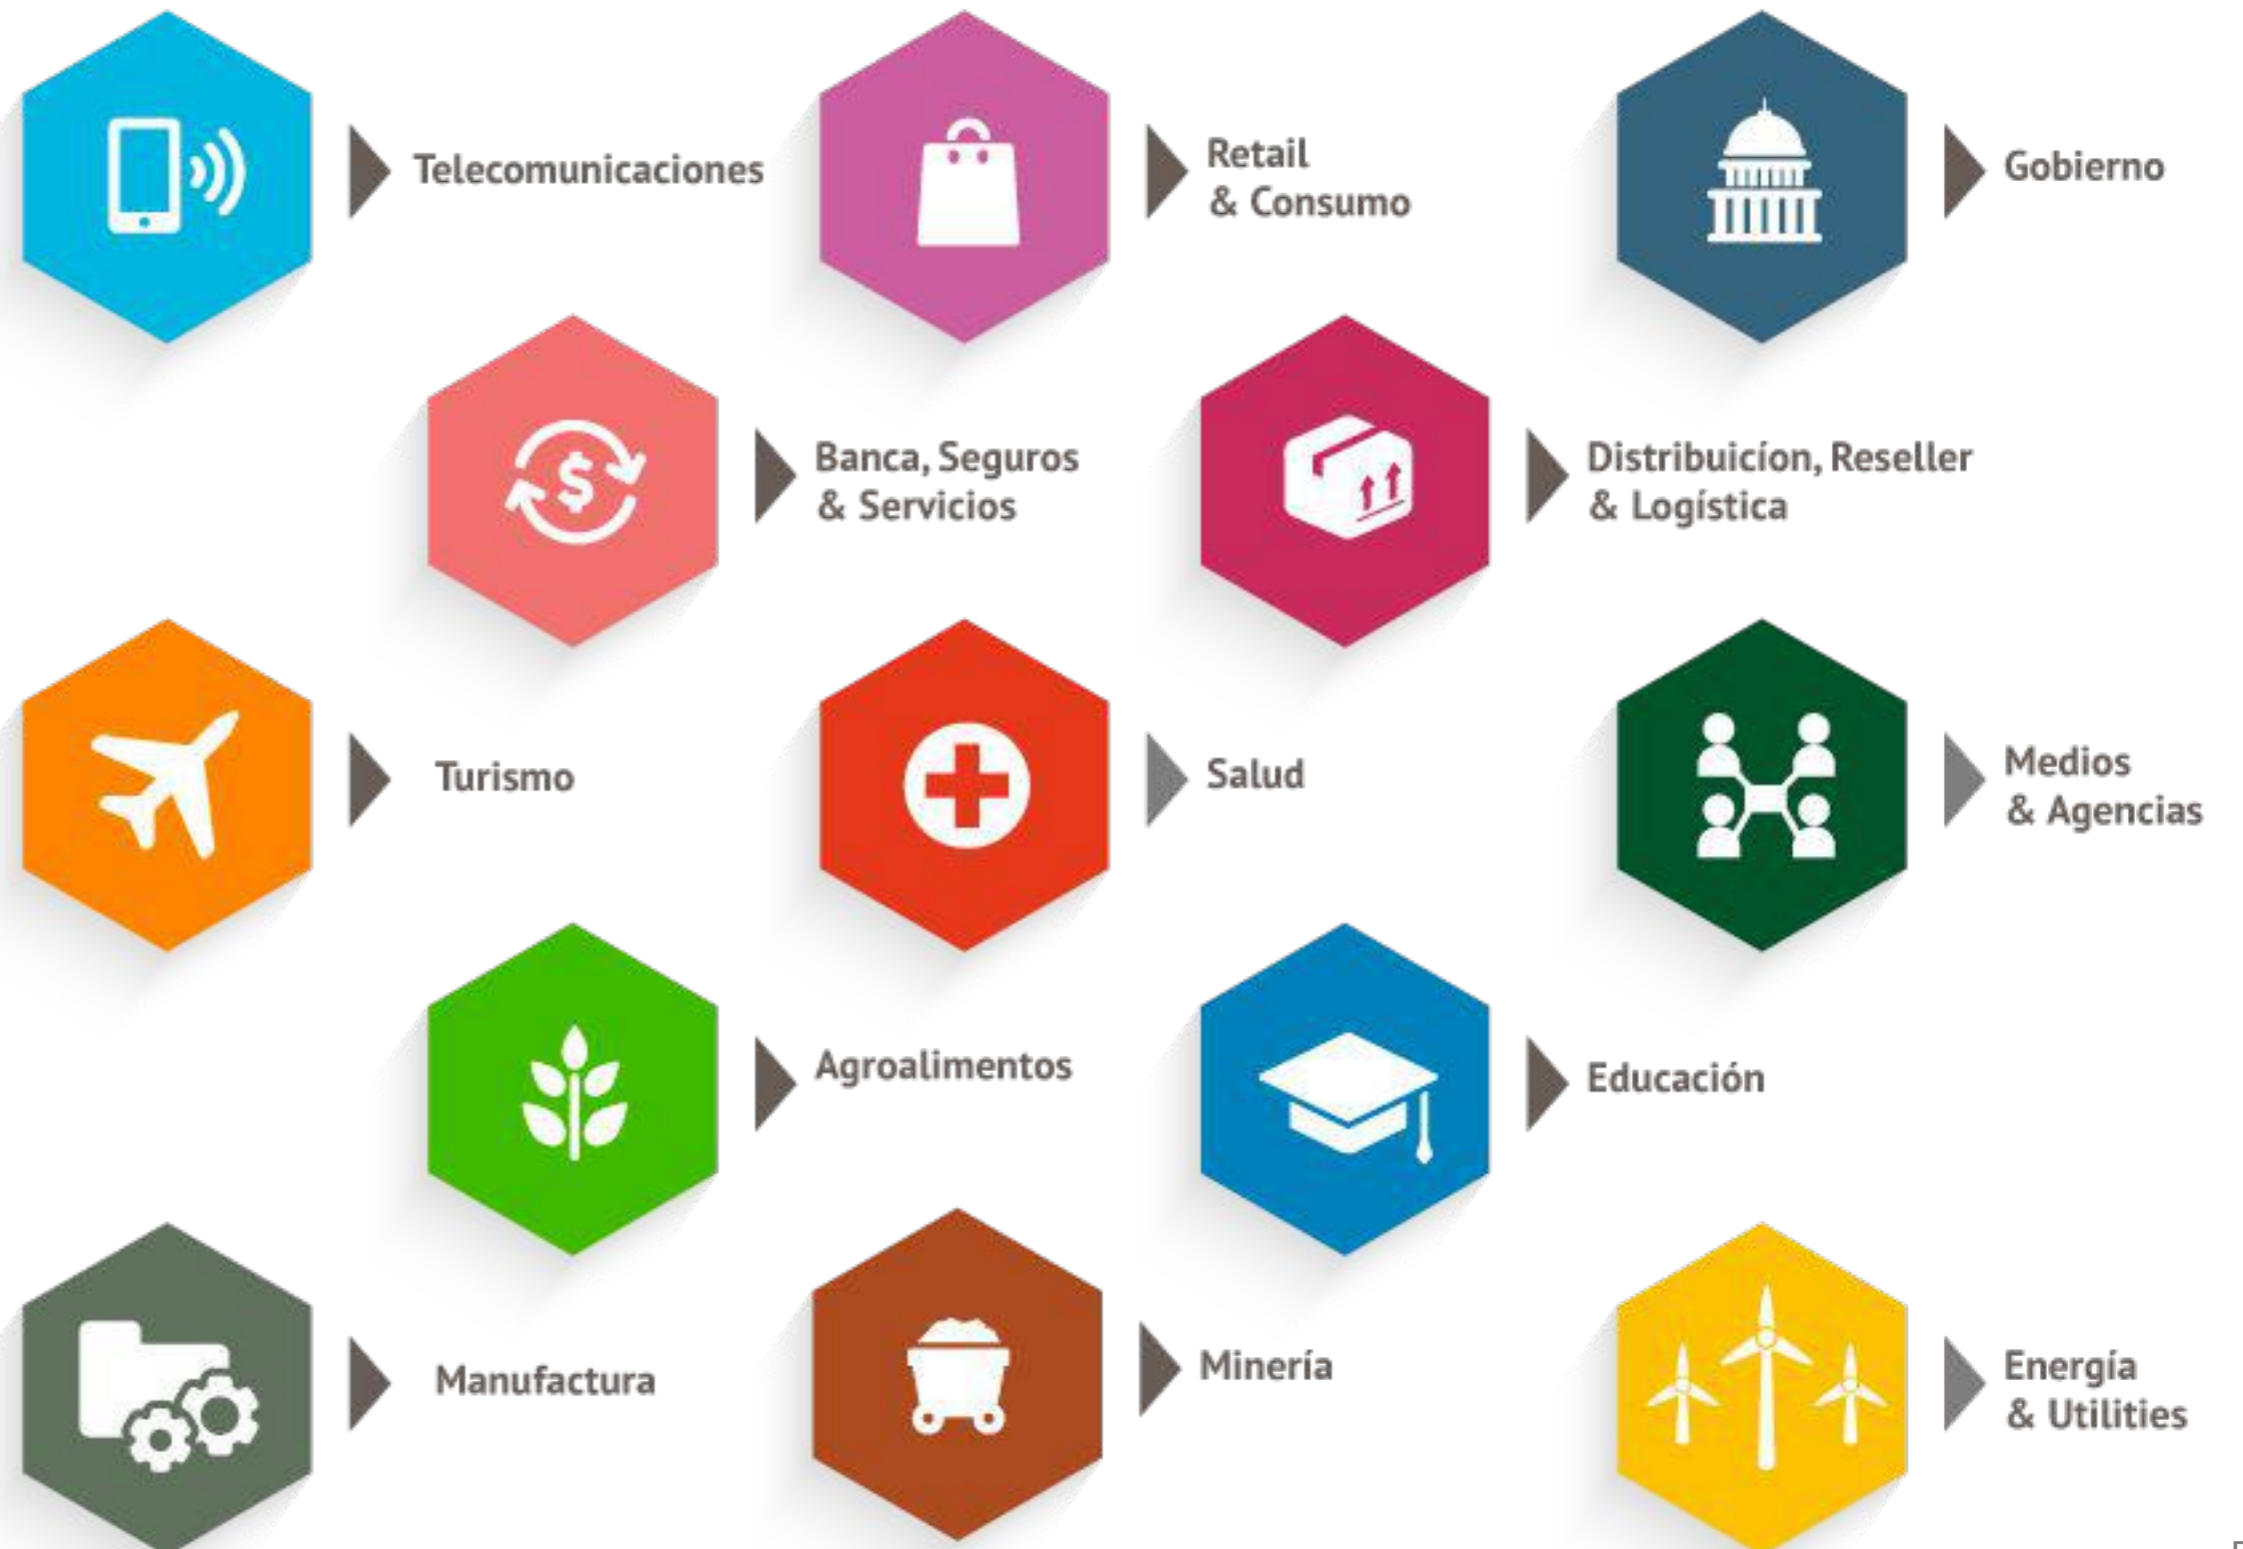 Telecomunicaciones
Retail
& Consumo
Gobierno
Banca, Seguros
& Servicios
Distribuicíon, Reseller
& Logística
Turismo
Salud
Medios
& Agencias
Agroalimentos
Educación
Manufactura
Minería
Energía
& Utilities